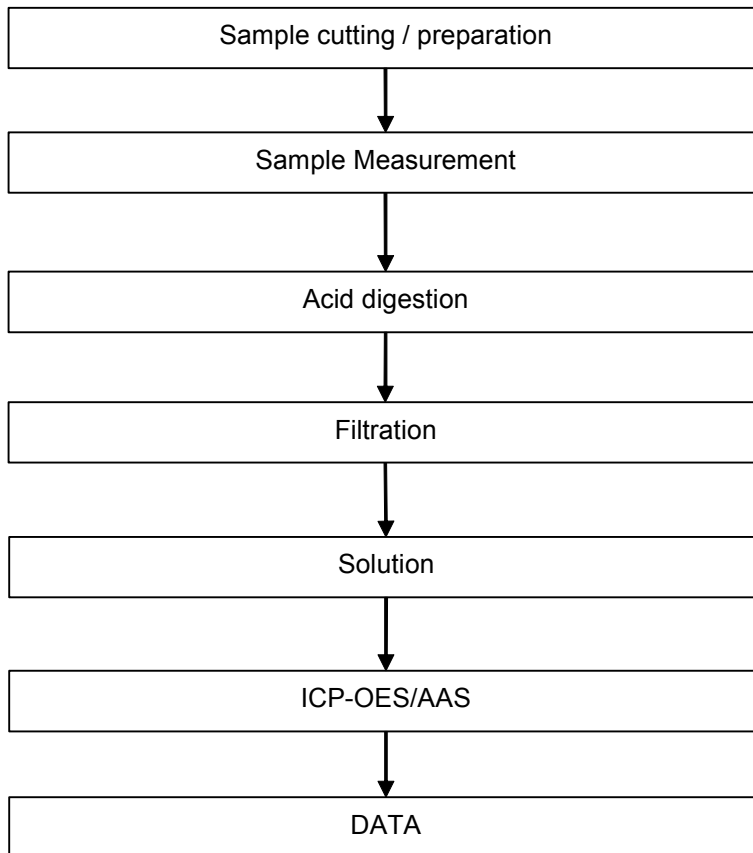 Sample cutting / preparation
Sample Measurement
Acid digestion
Filtration
Solution
ICP-OES/AAS
DATA